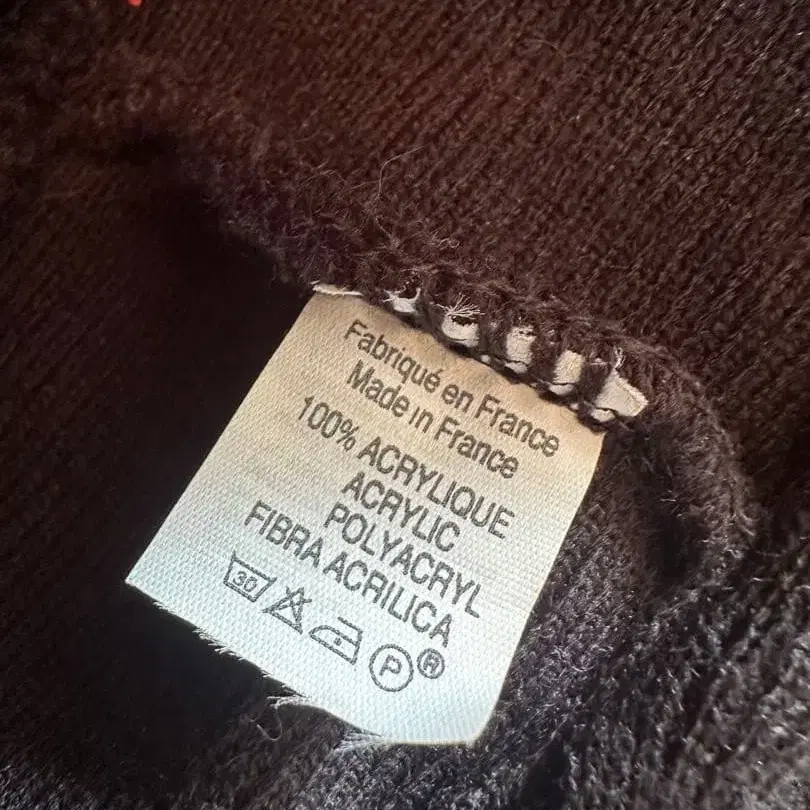 Fabriqué en France
Made in France
100% ACRYLIQUE
ACRYLIC
POLYACRYL
FIBRA ACRILICA
30 P ®